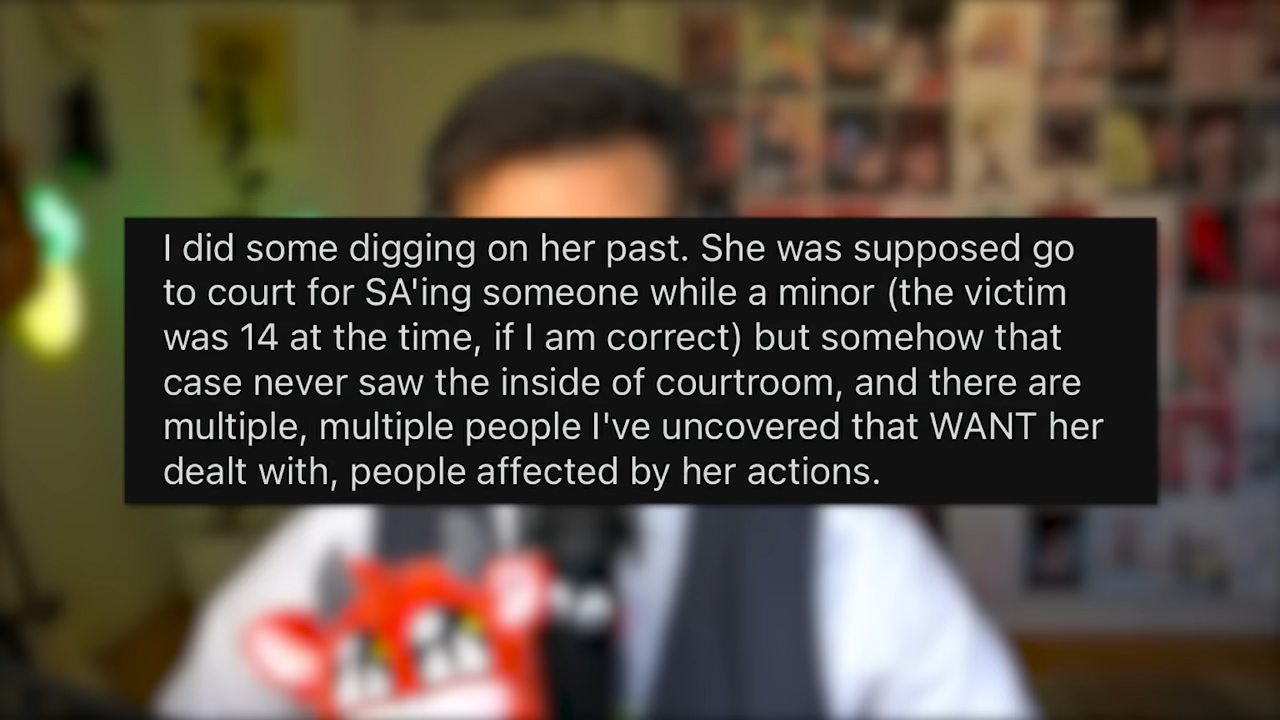 I did some digging on her past. She was supposed go
to court for SA'ing someone while a minor (the victim
was 14 at the time, if I am correct) but somehow that
case never saw the inside of courtroom, and there are
multiple, multiple people I've uncovered that WANT her
dealt with, people affected by her actions.